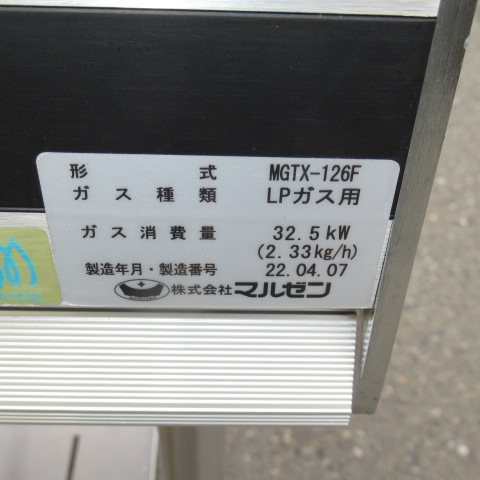 形 式 MGTX-126F
ガス種類 LPガス用
ガス消費量 32.5kW
(2.33kg/h)
製造年月・製造番号 22.04.07
株式会社 マルゼン